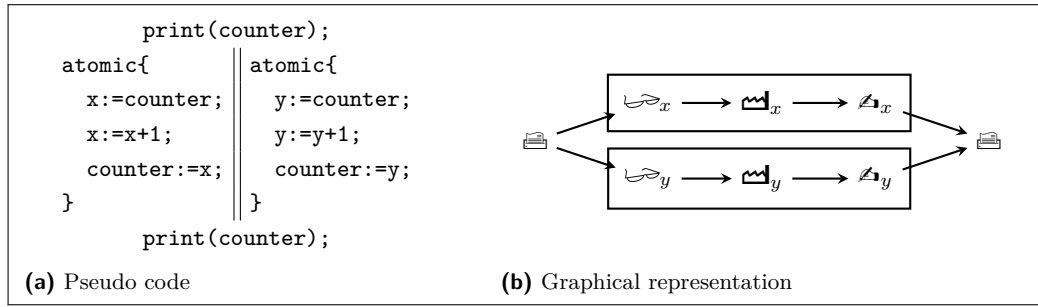 print(counter);
atomic{ atomic{
x:=counter; y:=counter;
x:=x+1; y:=y+1;
counter:=x; counter:=y;
} }
print(counter);
x x x
y y y
(a) Pseudo code
(b) Graphical representation